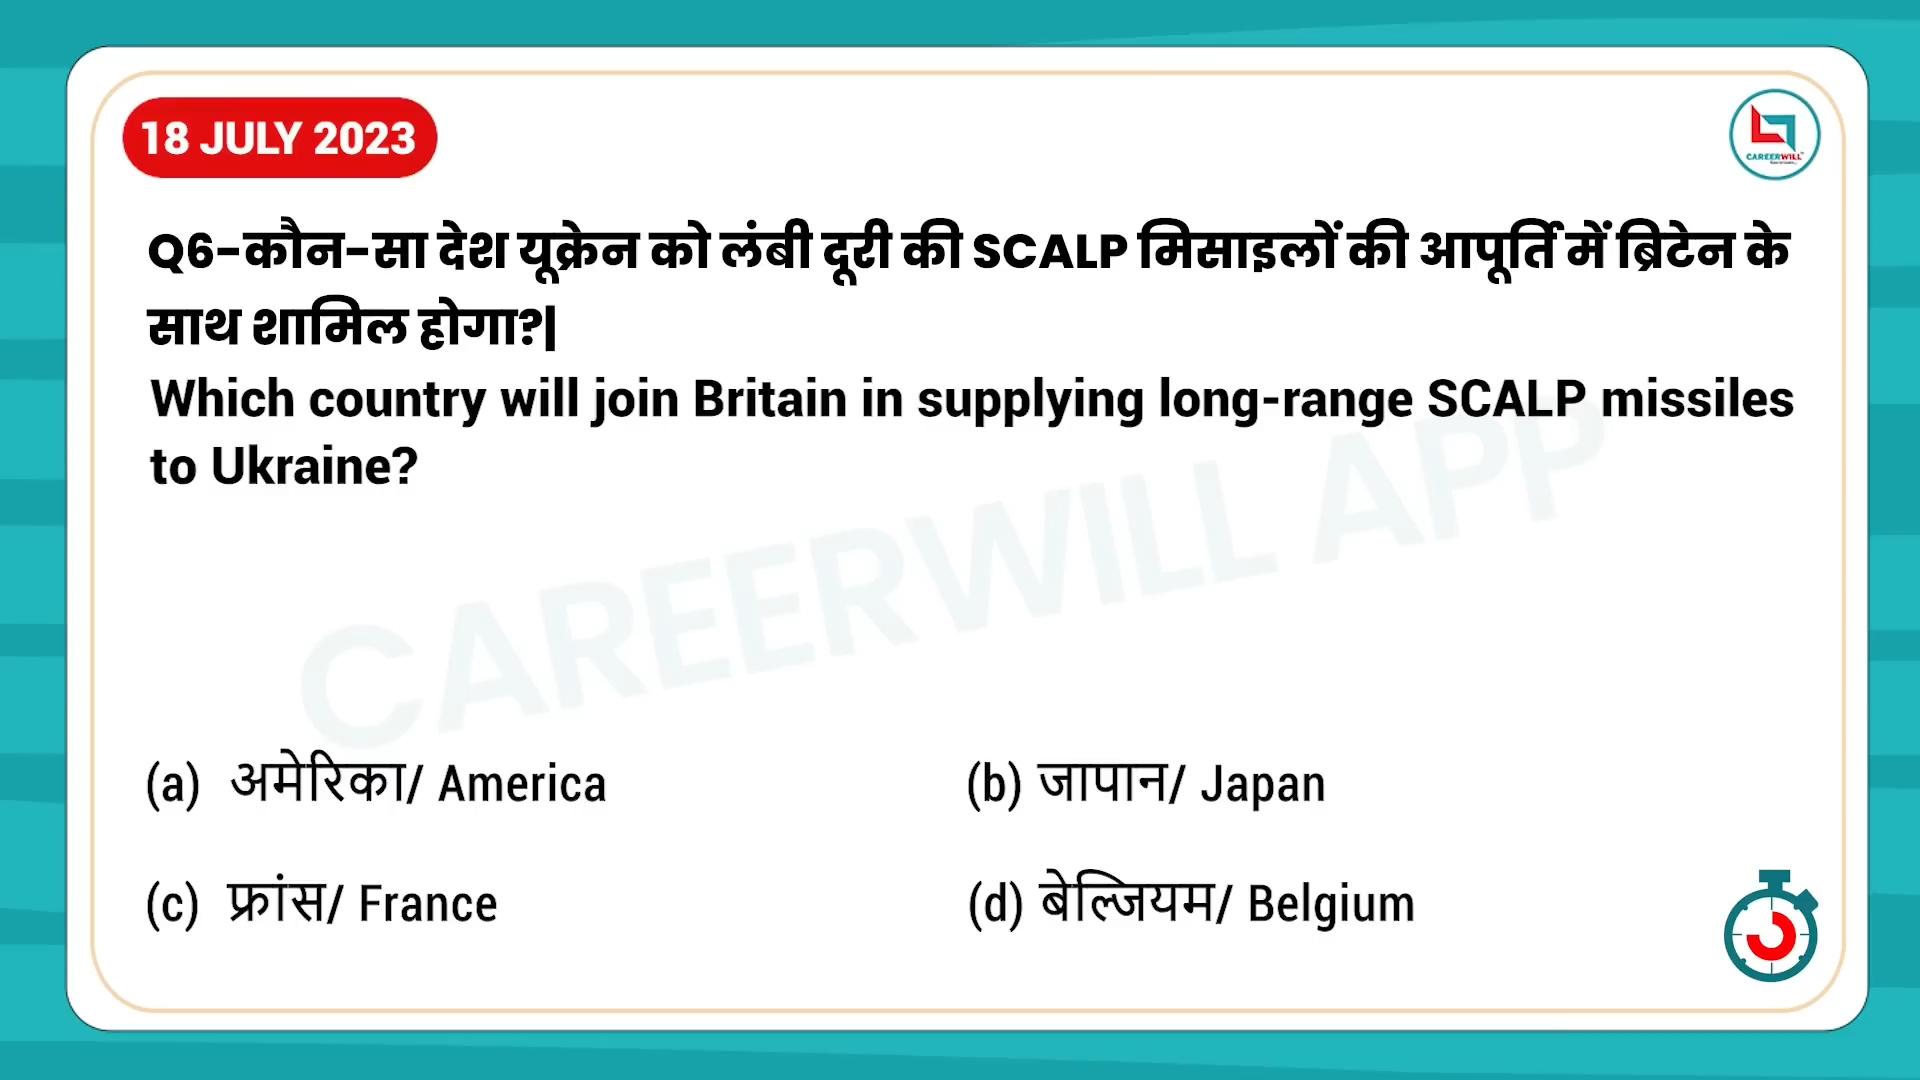 18 JULY 2023
CAREERWILL
Q6-कौन-सा देश यूक्रेन को लंबी दूरी की SCALP मिसाइलों की आपूर्ति में ब्रिटेन के
साथ शामिल होगा?|
Which country will join Britain in supplying long-range SCALP missiles
to Ukraine?
CAREERWILL APP
(a) अमेरिका/ America
(b) जापान/ Japan
(c) फ्रांस/ France
(d) बेल्जियम/ Belgium